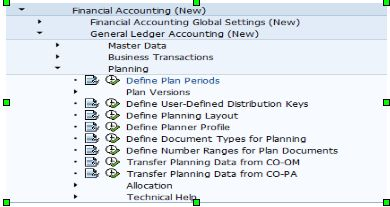 Financial Accounting (New)
Financial Accounting Global Settings (New)
General Ledger Accounting (New)
Master Data
Business Transactions
Planning
Define Plan Periods
Plan Versions
Define User-Defined Distribution Keys
Define Planning Layout
Define Planner Profile
Define Document Types for Planning
Define Number Ranges for Plan Documents
Transfer Planning Data from CO-OM
Transfer Planning Data from CO-PA
Allocation
Technical Help